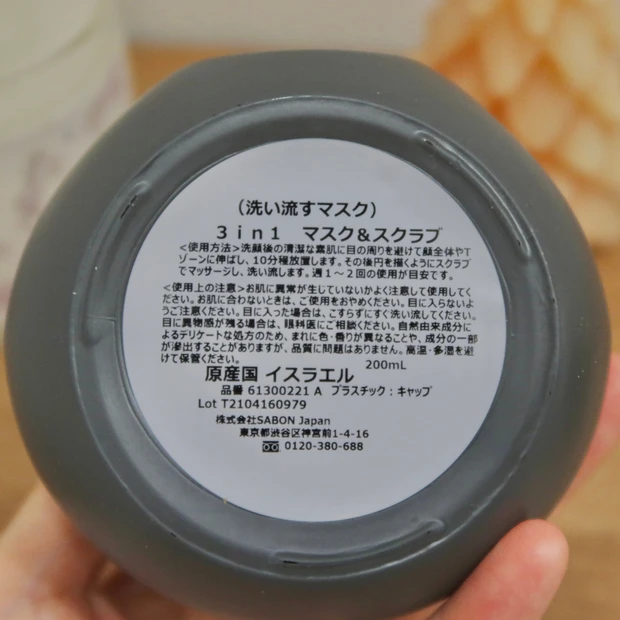 (洗い流すマスク)
3in1 マスク&スクラブ
<使用方法>洗顔後の清潔な素肌に目の周りを避けて顔全体やT
ゾーンに伸ばし、10分程放置します。その後円を描くようにスクラブ
でマッサージし、洗い流します。週1～2回の使用が目安です。
<使用上の注意>お肌に異常が生じていないかよく注意して使用してく
ださい。お肌に合わないときは、ご使用をおやめください。目に入らないよ
うご注意ください。目に入った場合は、こすらずにすぐ洗い流してください。
目に異物感が残る場合は、眼科医にご相談ください。自然由来成分に
よるデリケートな処方のため、まれに色・香りが異なることや、成分の一部
が滲出することがありますが、品質に問題はありません。高温・多湿を避
けて保管ください。
200mL
原産国 イスラエル
品番 61300221 A プラスチック：キャップ
Lot T2104160979
株式会社SABON Japan
東京都渋谷区神宮前1-4-16
0120-380-688